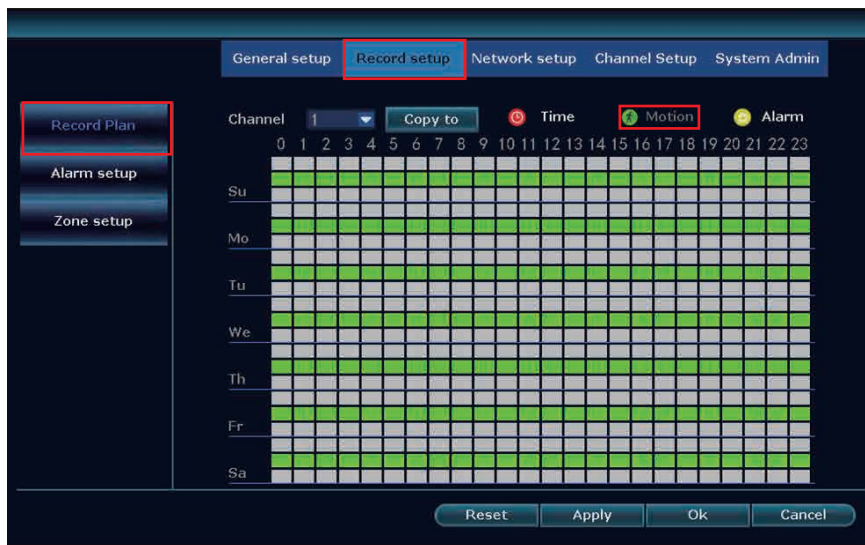 General setup Record setup Network setup Channel Setup System Admin
Record Plan
Alarm setup
Zone setup
Channel 1 Copy to Time Motion Alarm
0 1 2 3 4 5 6 7 8 9 10 11 12 13 14 15 16 17 18 19 20 21 22 23
Su
Mo
Tu
We
Th
Fr
Sa
Reset Apply Ok Cancel